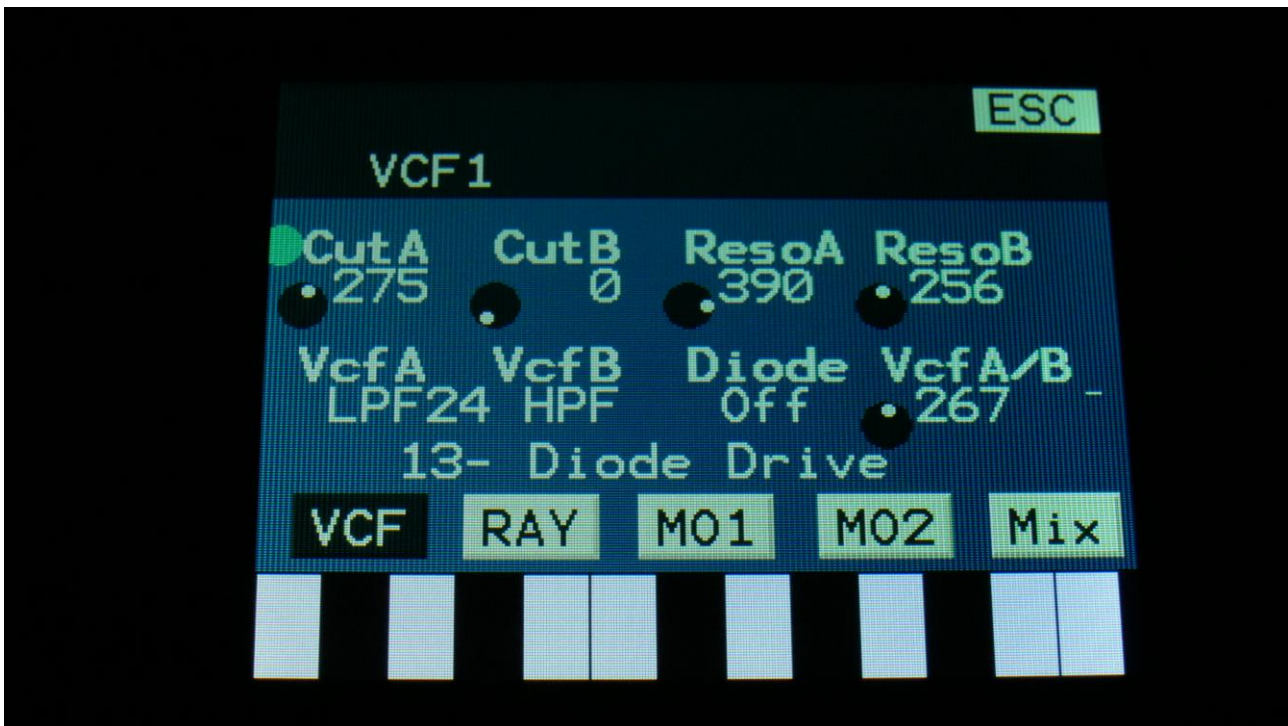 ESC
VCF1
CutA CutB ResoA ResoB
275 0 390 256
VcfA VcfB Diode VcfA/B
LPF24 HPF Off 267 _
13- Diode Drive
VCF RAY MO1 MO2 Mix